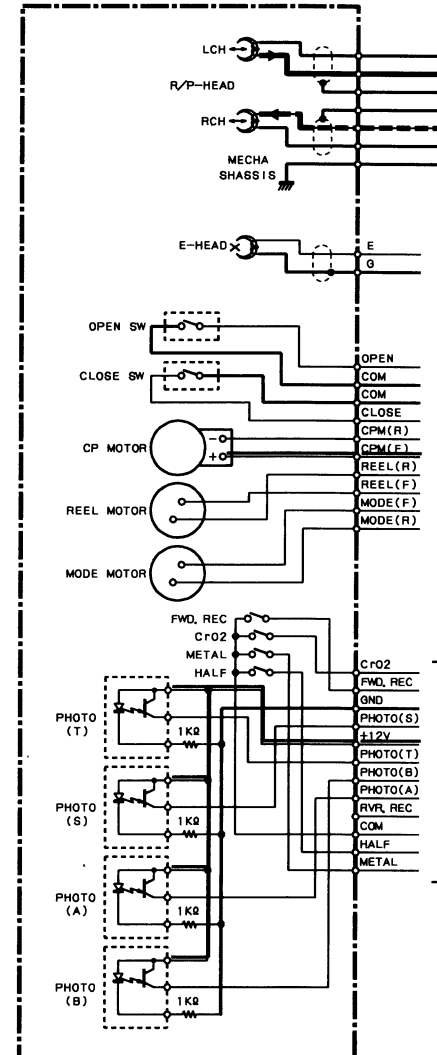 LCH
R/P-HEAD
RCH
MECHA
SHASSIS
E-HEAD
E
G
OPEN SW
OPEN
COM
CLOSE SW
COM
CLOSE
CPM(R)
CP MOTOR
-
+
CPM(F)
REEL(R)
REEL(F)
REEL MOTOR
MODE(F)
MODE(R)
MODE MOTOR
FWD, REC
CrO2
METAL
HALF
CrO2
FWD, REC
GND
PHOTO(S)
+12V
PHOTO(T)
PHOTO(B)
PHOTO(A)
RVR, REC
COM
HALF
METAL
PHOTO
(T)
1KΩ
PHOTO
(S)
1KΩ
PHOTO
(A)
1KΩ
PHOTO
(B)
1KΩ